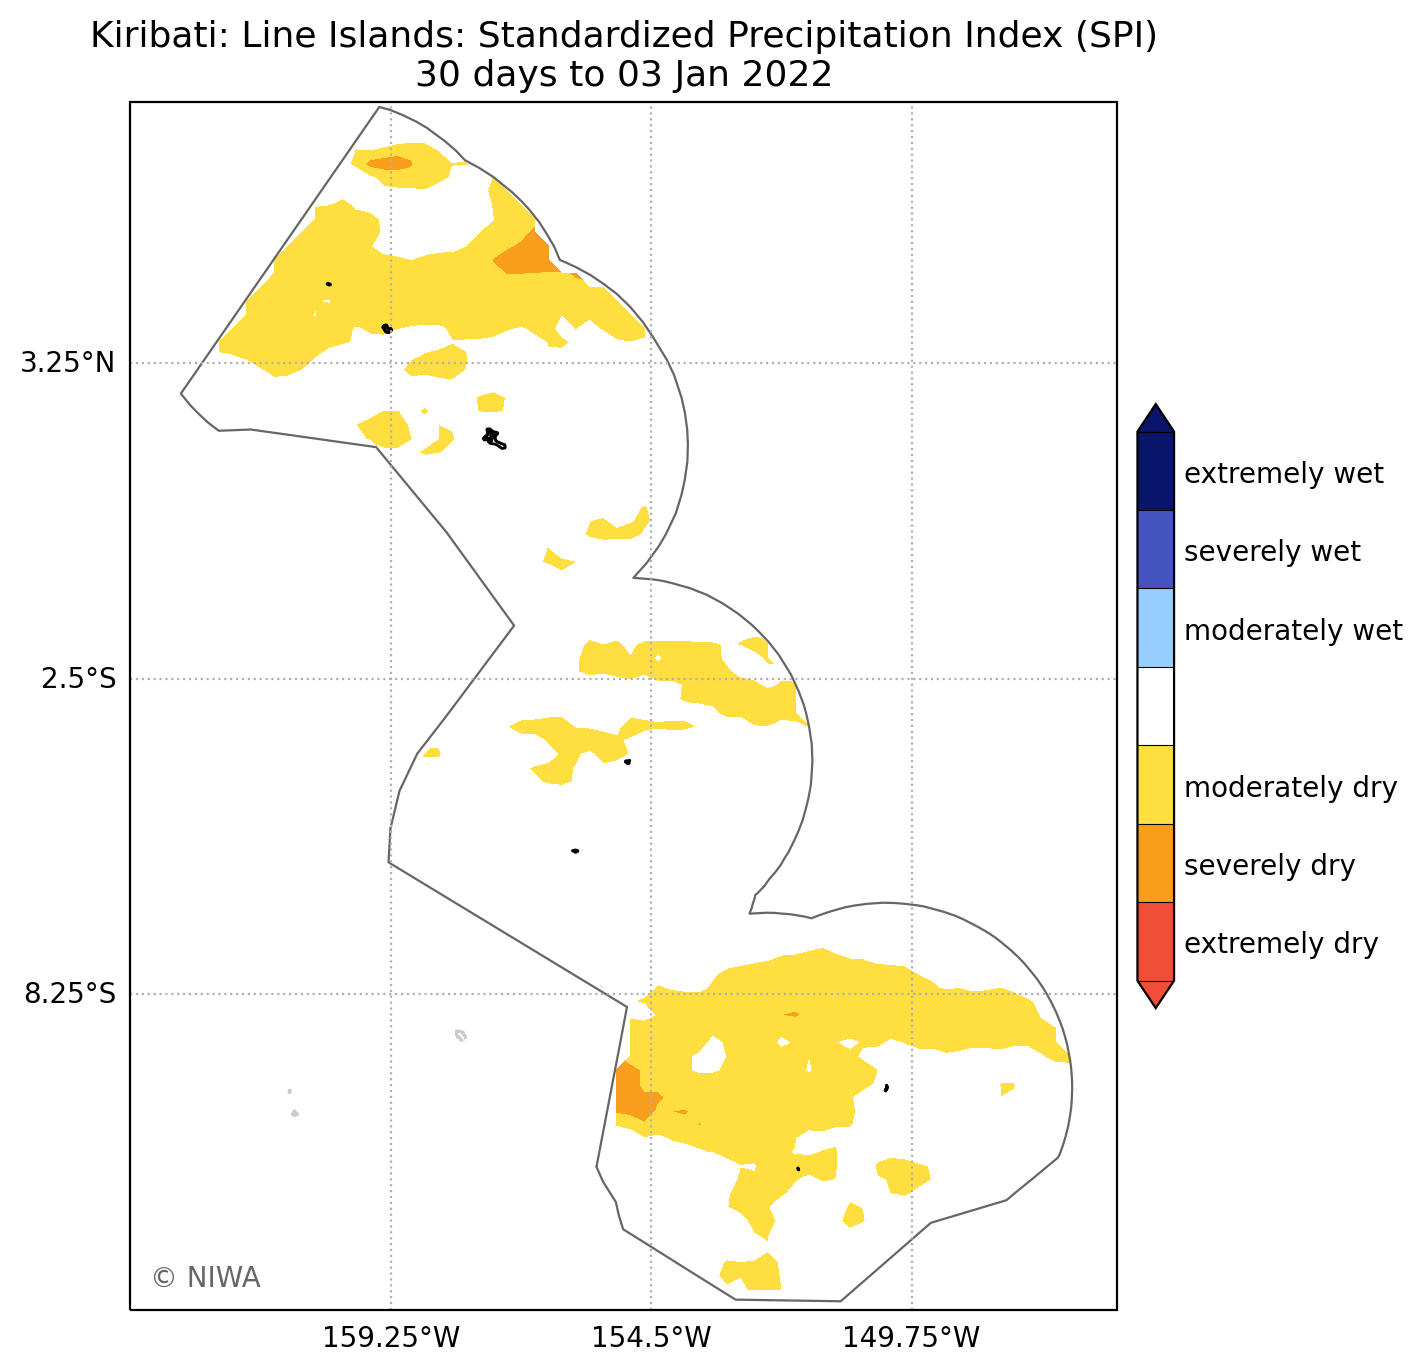 Kiribati: Line Islands: Standardized Precipitation Index (SPI)
30 days to 03 Jan 2022
3.25°N
2.5°S
8.25°S
159.25°W
154.5°W
149.75°W
extremely wet
severely wet
moderately wet
moderately dry
severely dry
extremely dry
© NIWA